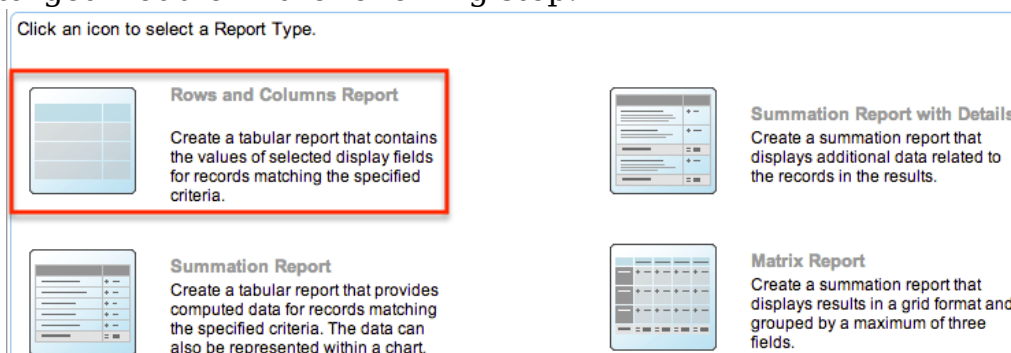 Click an icon to select a Report Type.
Rows and Columns Report
Create a tabular report that contains
the values of selected display fields
for records matching the specified
criteria.
Summation Report with Details
Create a summation report that
displays additional data related to
the records in the results.
Summation Report
Create a tabular report that provides
computed data for records matching
the specified criteria. The data can
also be represented within a chart.
Matrix Report
Create a summation report that
displays results in a grid format and
grouped by a maximum of three
fields.